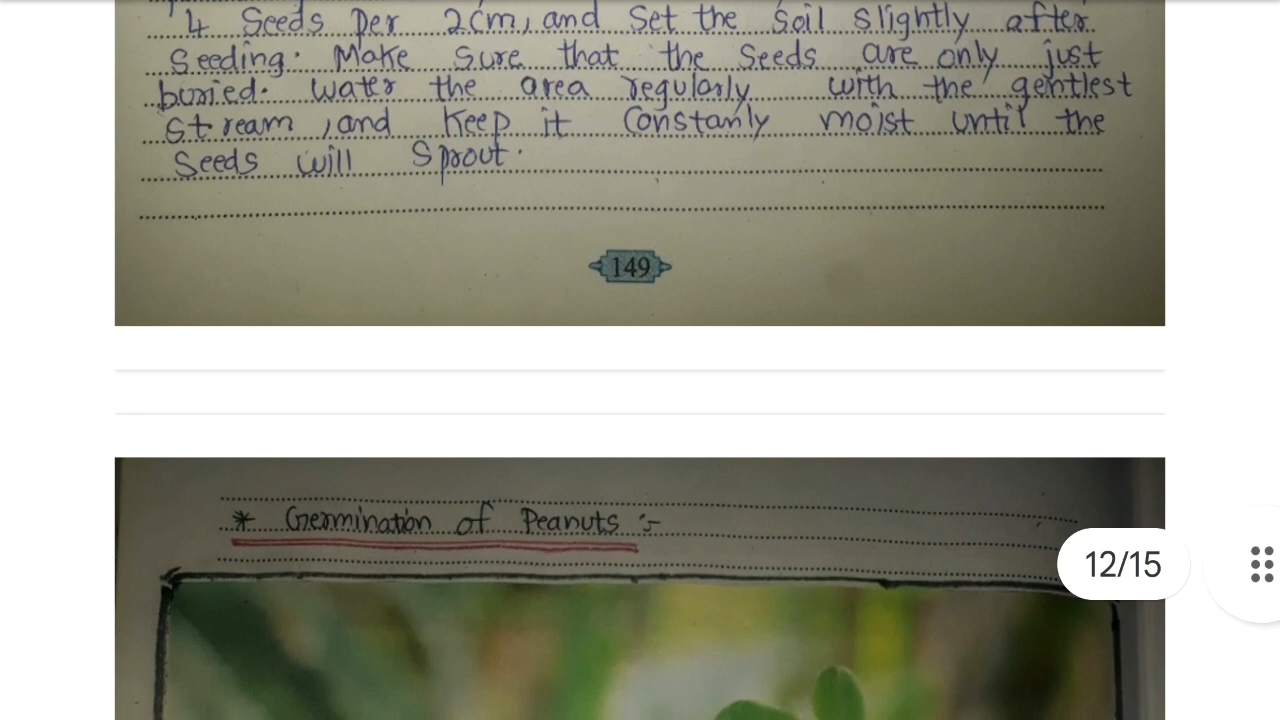 4 Seeds per 2cm, and Set the Soil slightly after
Seeding. Make Sure that the Seeds are only just
buried. water the area regularly with the gentlest
Stream, and Keep it Constanly moist until the
Seeds will Sprout.
149
* Germination of Peanuts :-
12/15